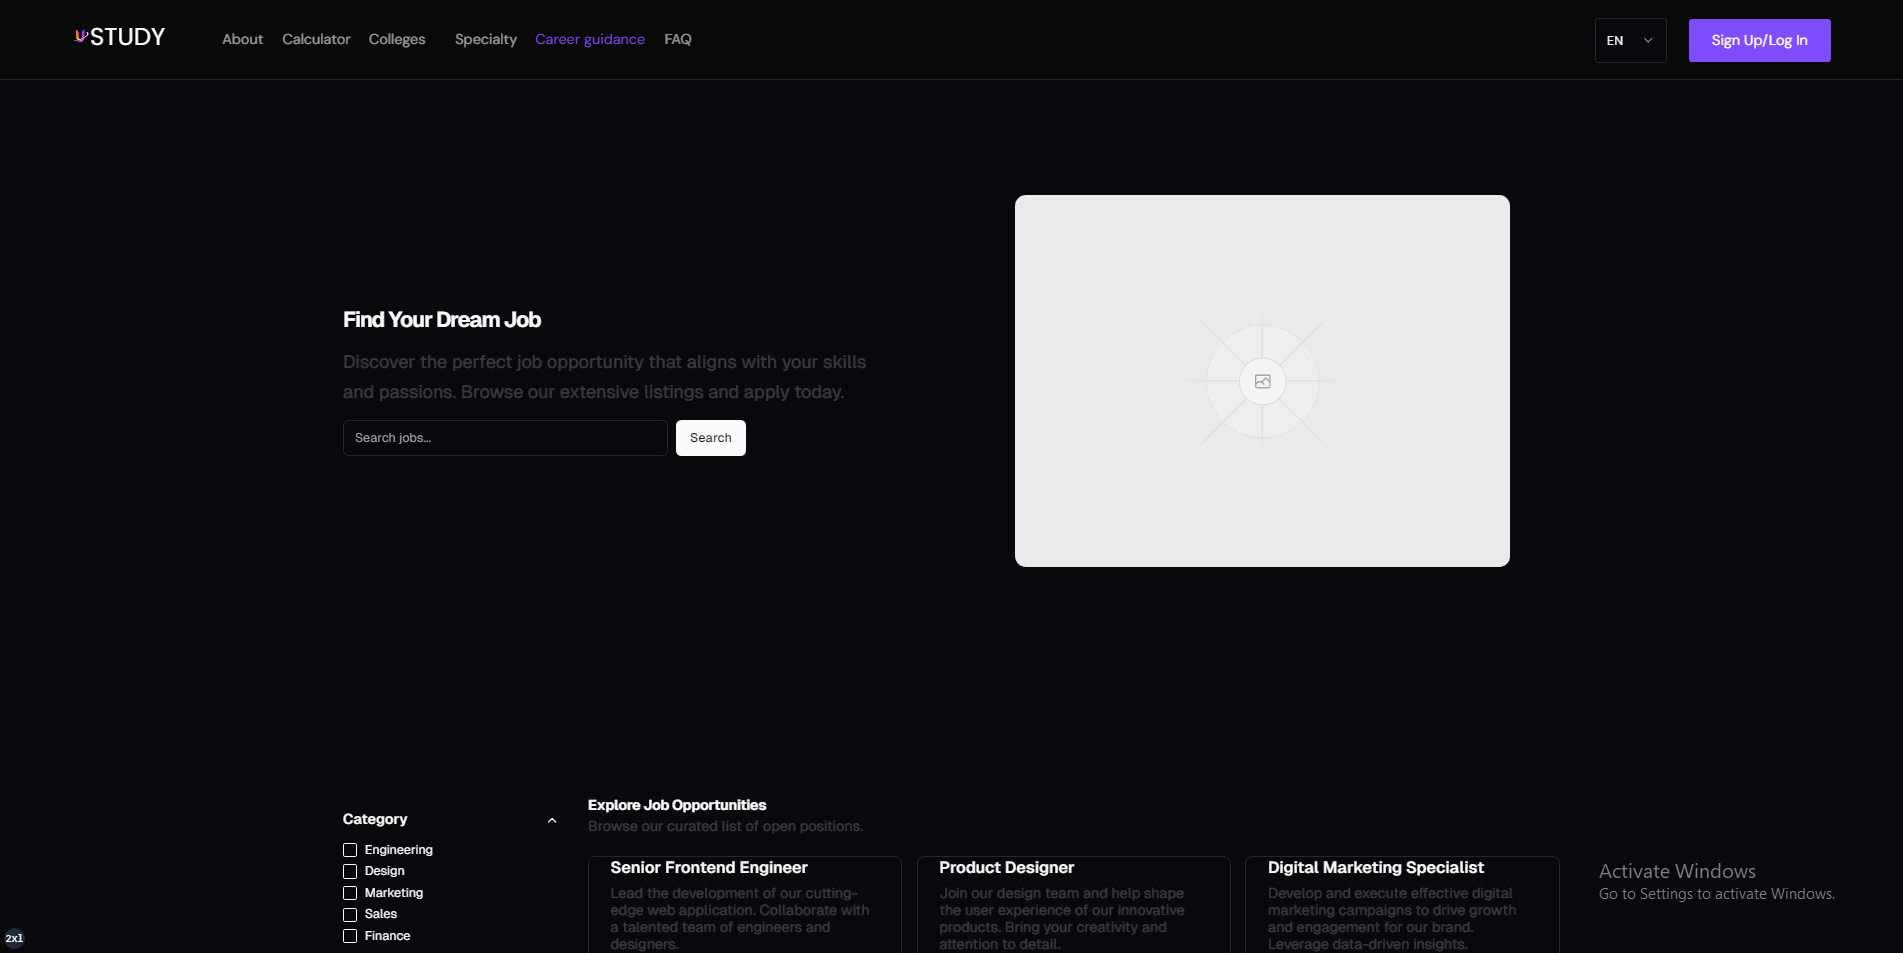 STUDY
About Calculator Colleges Specialty Career guidance FAQ
EN
Sign Up/Log In
Find Your Dream Job
Discover the perfect job opportunity that aligns with your skills
and passions. Browse our extensive listings and apply today.
Search jobs...
Search
Category
Engineering
Design
Marketing
Sales
Finance
Explore Job Opportunities
Browse our curated list of open positions.
Senior Frontend Engineer
Lead the development of our cutting-
edge web application. Collaborate with
a talented team of engineers and
designers.
Product Designer
Join our design team and help shape
the user experience of our innovative
products. Bring your creativity and
attention to detail.
Digital Marketing Specialist
Develop and execute effective digital
marketing campaigns to drive growth
and engagement for our brand.
Leverage data-driven insights.
Activate Windows
Go to Settings to activate Windows.
2xl